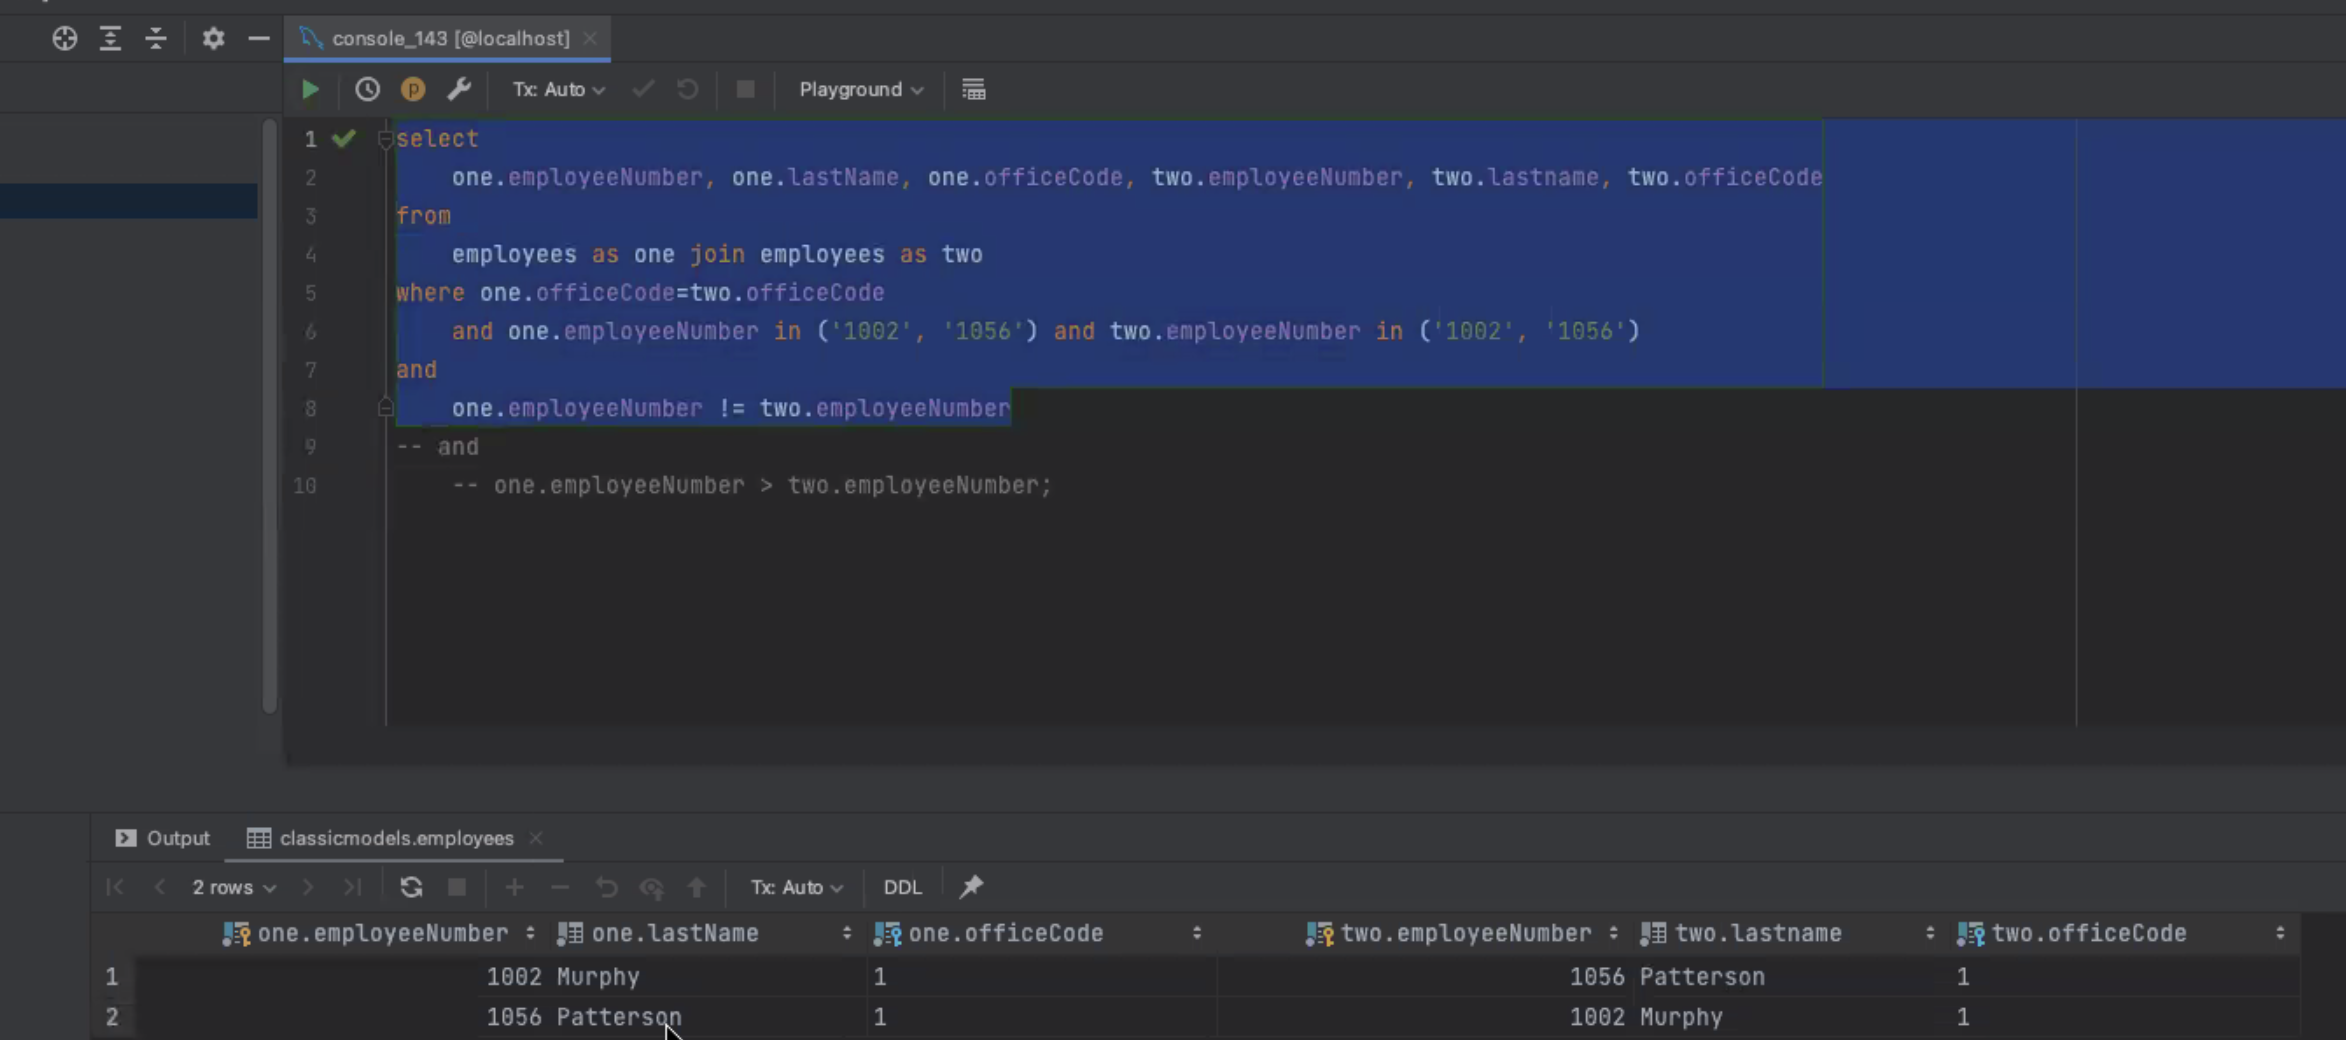 console_143 [@localhost]
Tx: Auto Playground
1 select
2 one.employeeNumber, one.lastName, one.officeCode, two.employeeNumber, two.lastname, two.officeCode
3 from
4 employees as one join employees as two
5 where one.officeCode=two.officeCode
6 and one.employeeNumber in ('1002', '1056') and two.employeeNumber in ('1002', '1056')
7 and
8 one.employeeNumber != two.employeeNumber
9 -- and
10 -- one.employeeNumber > two.employeeNumber;
Output classicmodels.employees
2 rows Tx: Auto DDL
one.employeeNumber one.lastName one.officeCode two.employeeNumber two.lastname two.officeCode
1 1002 Murphy 1 1056 Patterson 1
2 1056 Patterson 1 1002 Murphy 1